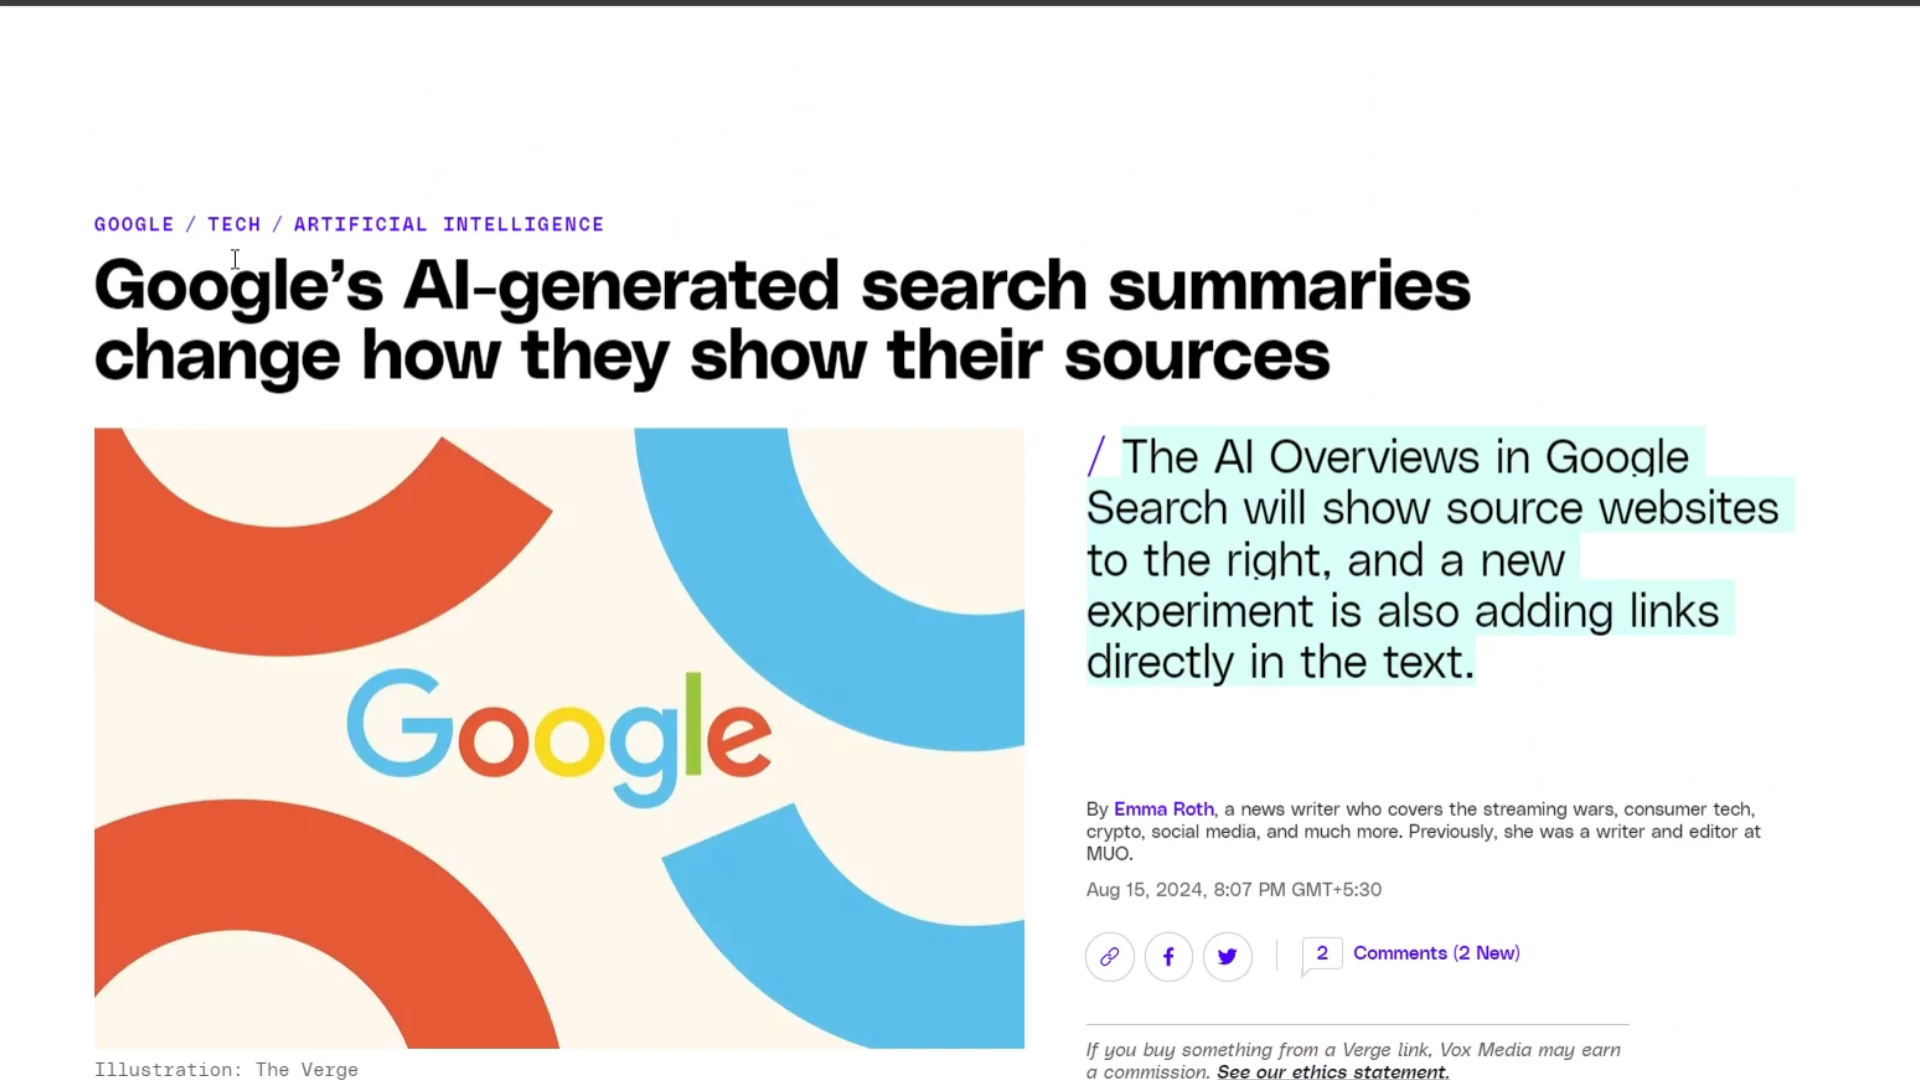 GOOGLE / TECH / ARTIFICIAL INTELLIGENCE
Google’s AI-generated search summaries
change how they show their sources
/ The AI Overviews in Google
Search will show source websites
to the right, and a new
experiment is also adding links
directly in the text.
Google
By Emma Roth, a news writer who covers the streaming wars, consumer tech,
crypto, social media, and much more. Previously, she was a writer and editor at
MUO.
Aug 15, 2024, 8:07 PM GMT+5:30
2 Comments (2 New)
If you buy something from a Verge link, Vox Media may earn
a commission. See our ethics statement.
Illustration: The Verge